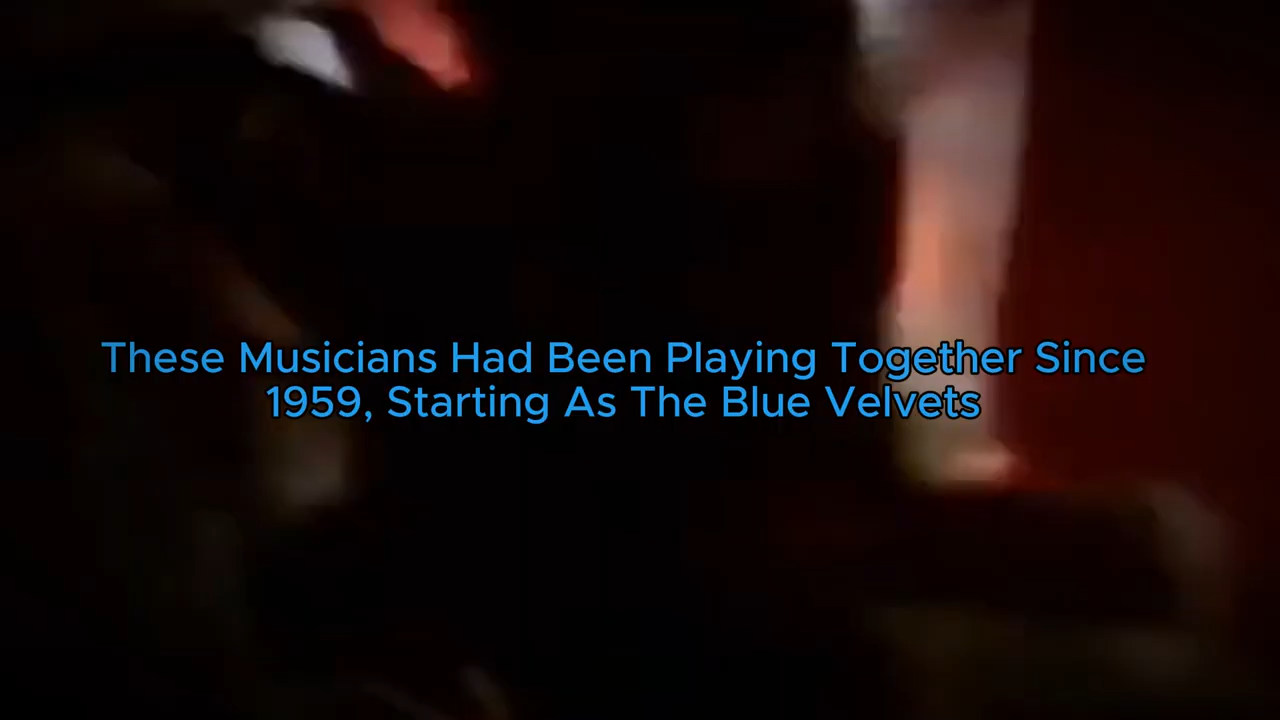 These Musicians Had Been Playing Together Since
1959, Starting As The Blue Velvets